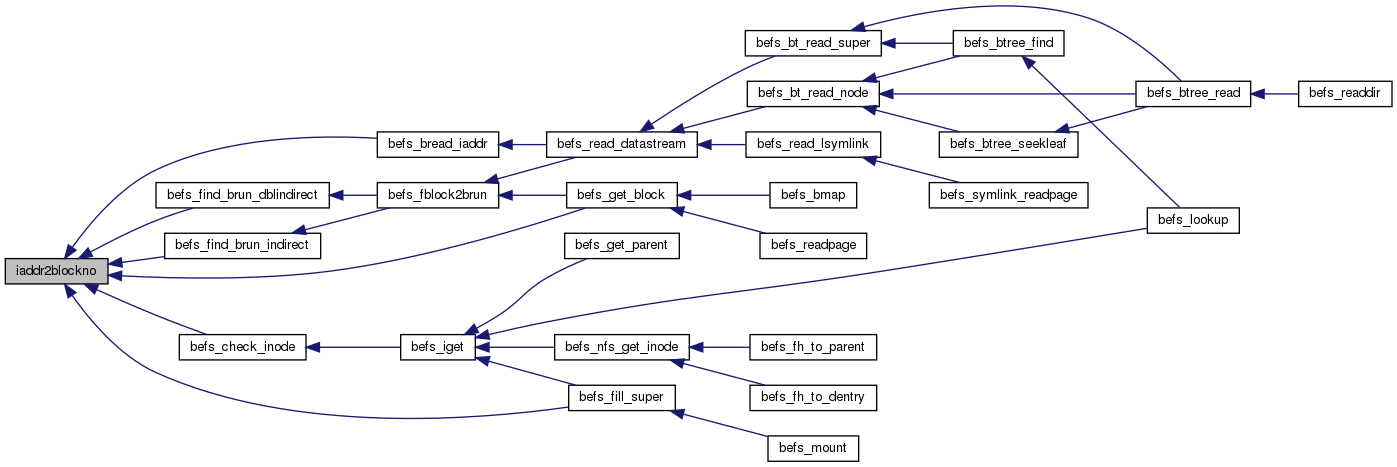 befs_bt_read_super
befs_btree_find
befs_bt_read_node
befs_btree_read
befs_readdir
befs_bread_iaddr
befs_read_datastream
befs_read_lsymlink
befs_btree_seekleaf
befs_find_brun_dblindirect
befs_fblock2brun
befs_get_block
befs_bmap
befs_symlink_readpage
befs_lookup
befs_find_brun_indirect
befs_get_parent
befs_readpage
iaddr2blockno
befs_check_inode
befs_iget
befs_nfs_get_inode
befs_fh_to_parent
befs_fill_super
befs_fh_to_dentry
befs_mount